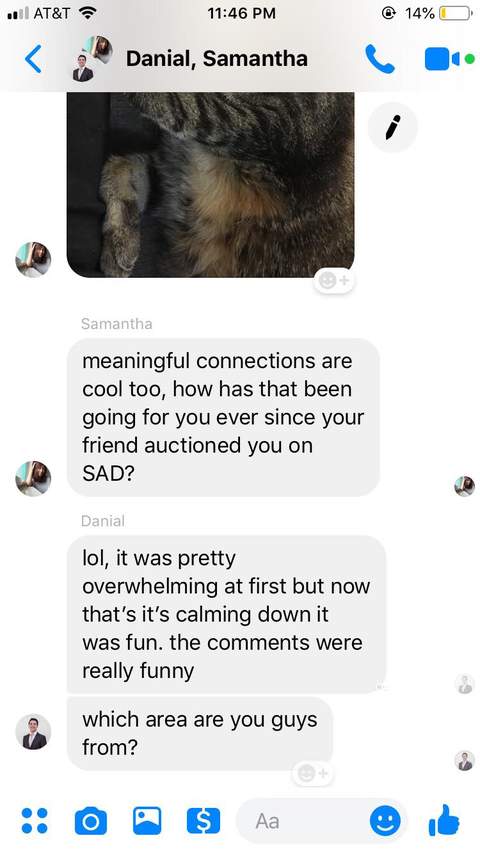 AT&T 11:46 PM 14%
Danial, Samantha
Samantha
meaningful connections are
cool too, how has that been
going for you ever since your
friend auctioned you on
SAD?
Danial
lol, it was pretty
overwhelming at first but now
that's it's calming down it
was fun. the comments were
really funny
which area are you guys
from?
Aa